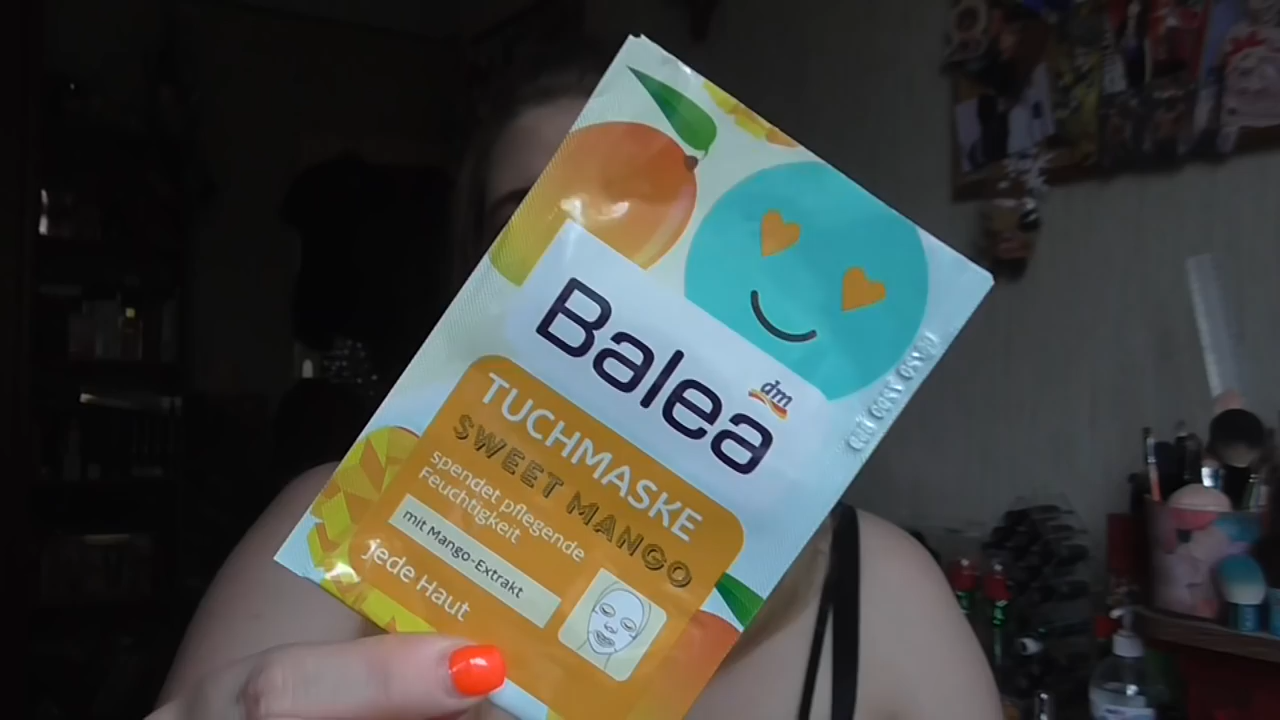 Balea
dm
TUCHMASKE
SWEET MANGO
spendet pflegende
Feuchtigkeit
mit Mango-Extrakt
jede Haut